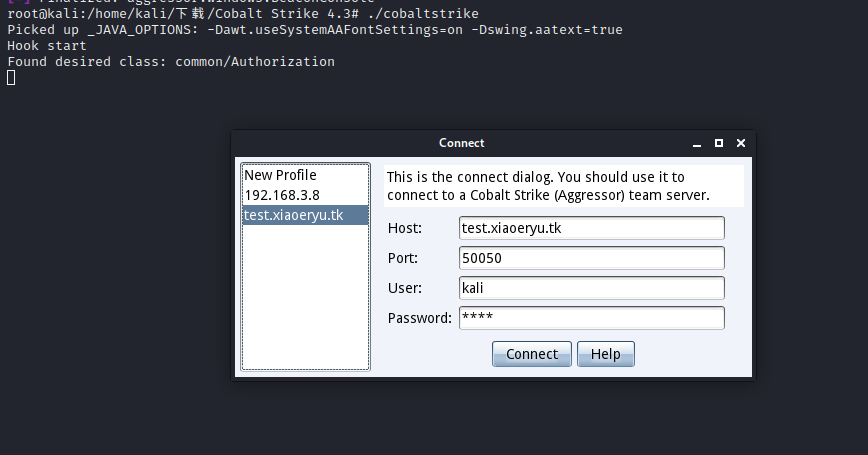 root@kali:/home/kali/下载/Cobalt Strike 4.3# ./cobaltstrike
Picked up _JAVA_OPTIONS: -Dawt.useSystemAAFontSettings=on -Dswing.aatext=true
Hook start
Found desired class: common/Authorization
Connect
New Profile
192.168.3.8
test.xiaoeryu.tk
This is the connect dialog. You should use it to
connect to a Cobalt Strike (Aggressor) team server.
Host: test.xiaoeryu.tk
Port: 50050
User: kali
Password: ****
Connect Help